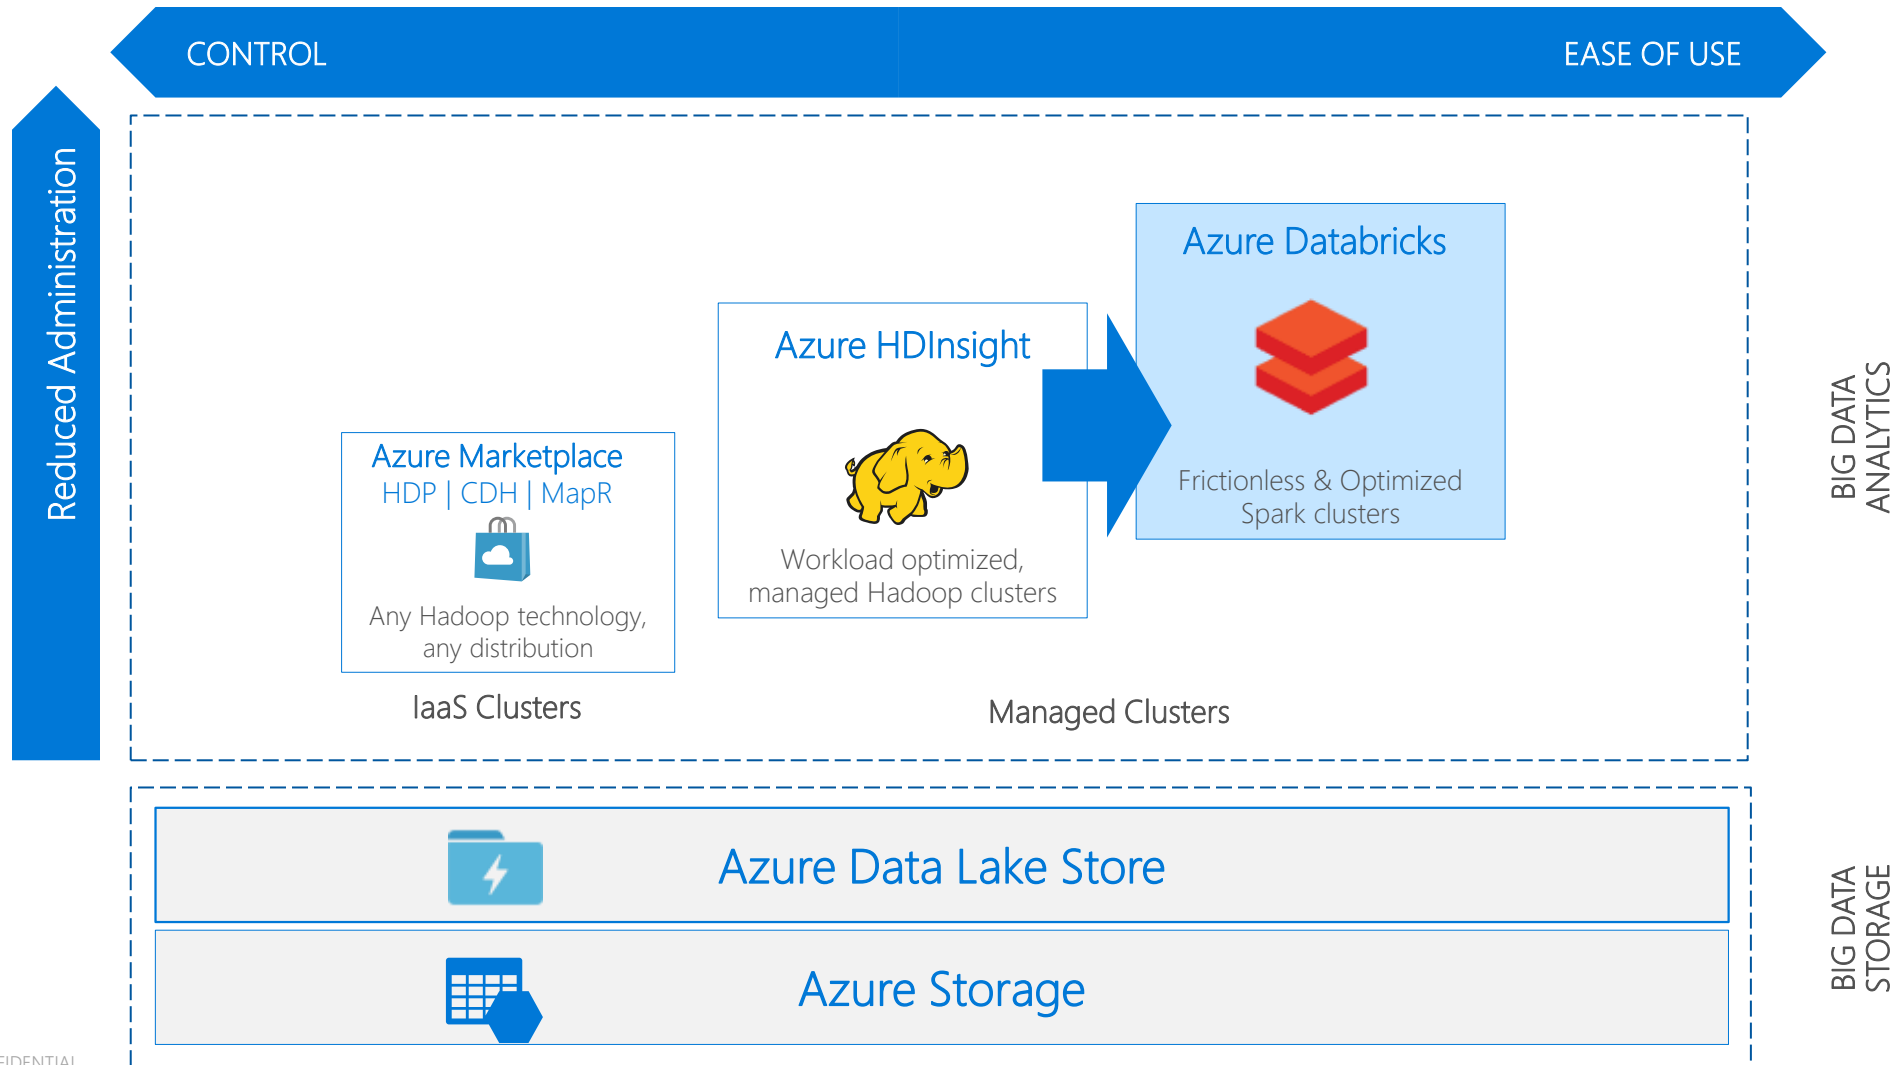 CONTROL
EASE OF USE
Reduced Administration
Azure Databricks
Frictionless & Optimized
Spark clusters
Azure HDInsight
Workload optimized,
managed Hadoop clusters
Azure Marketplace
HDP | CDH | MapR
Any Hadoop technology,
any distribution
IaaS Clusters
Managed Clusters
BIG DATA
ANALYTICS
Azure Data Lake Store
Azure Storage
BIG DATA
STORAGE